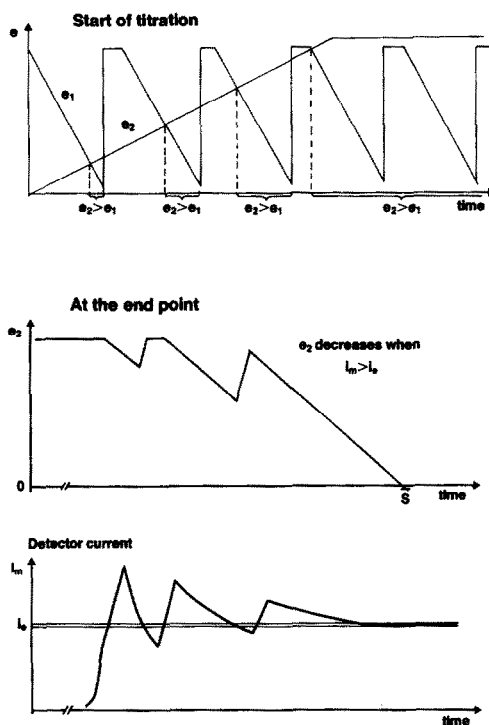 Start of titration
e
e₁
e₂
e₂>e₁ e₂>e₁ e₂>e₁ e₂>e₁ time
At the end point
e₂
e₂ decreases when
Iₘ>Iₑ
0
S
time
Detector current
Iₘ
Iₑ
time